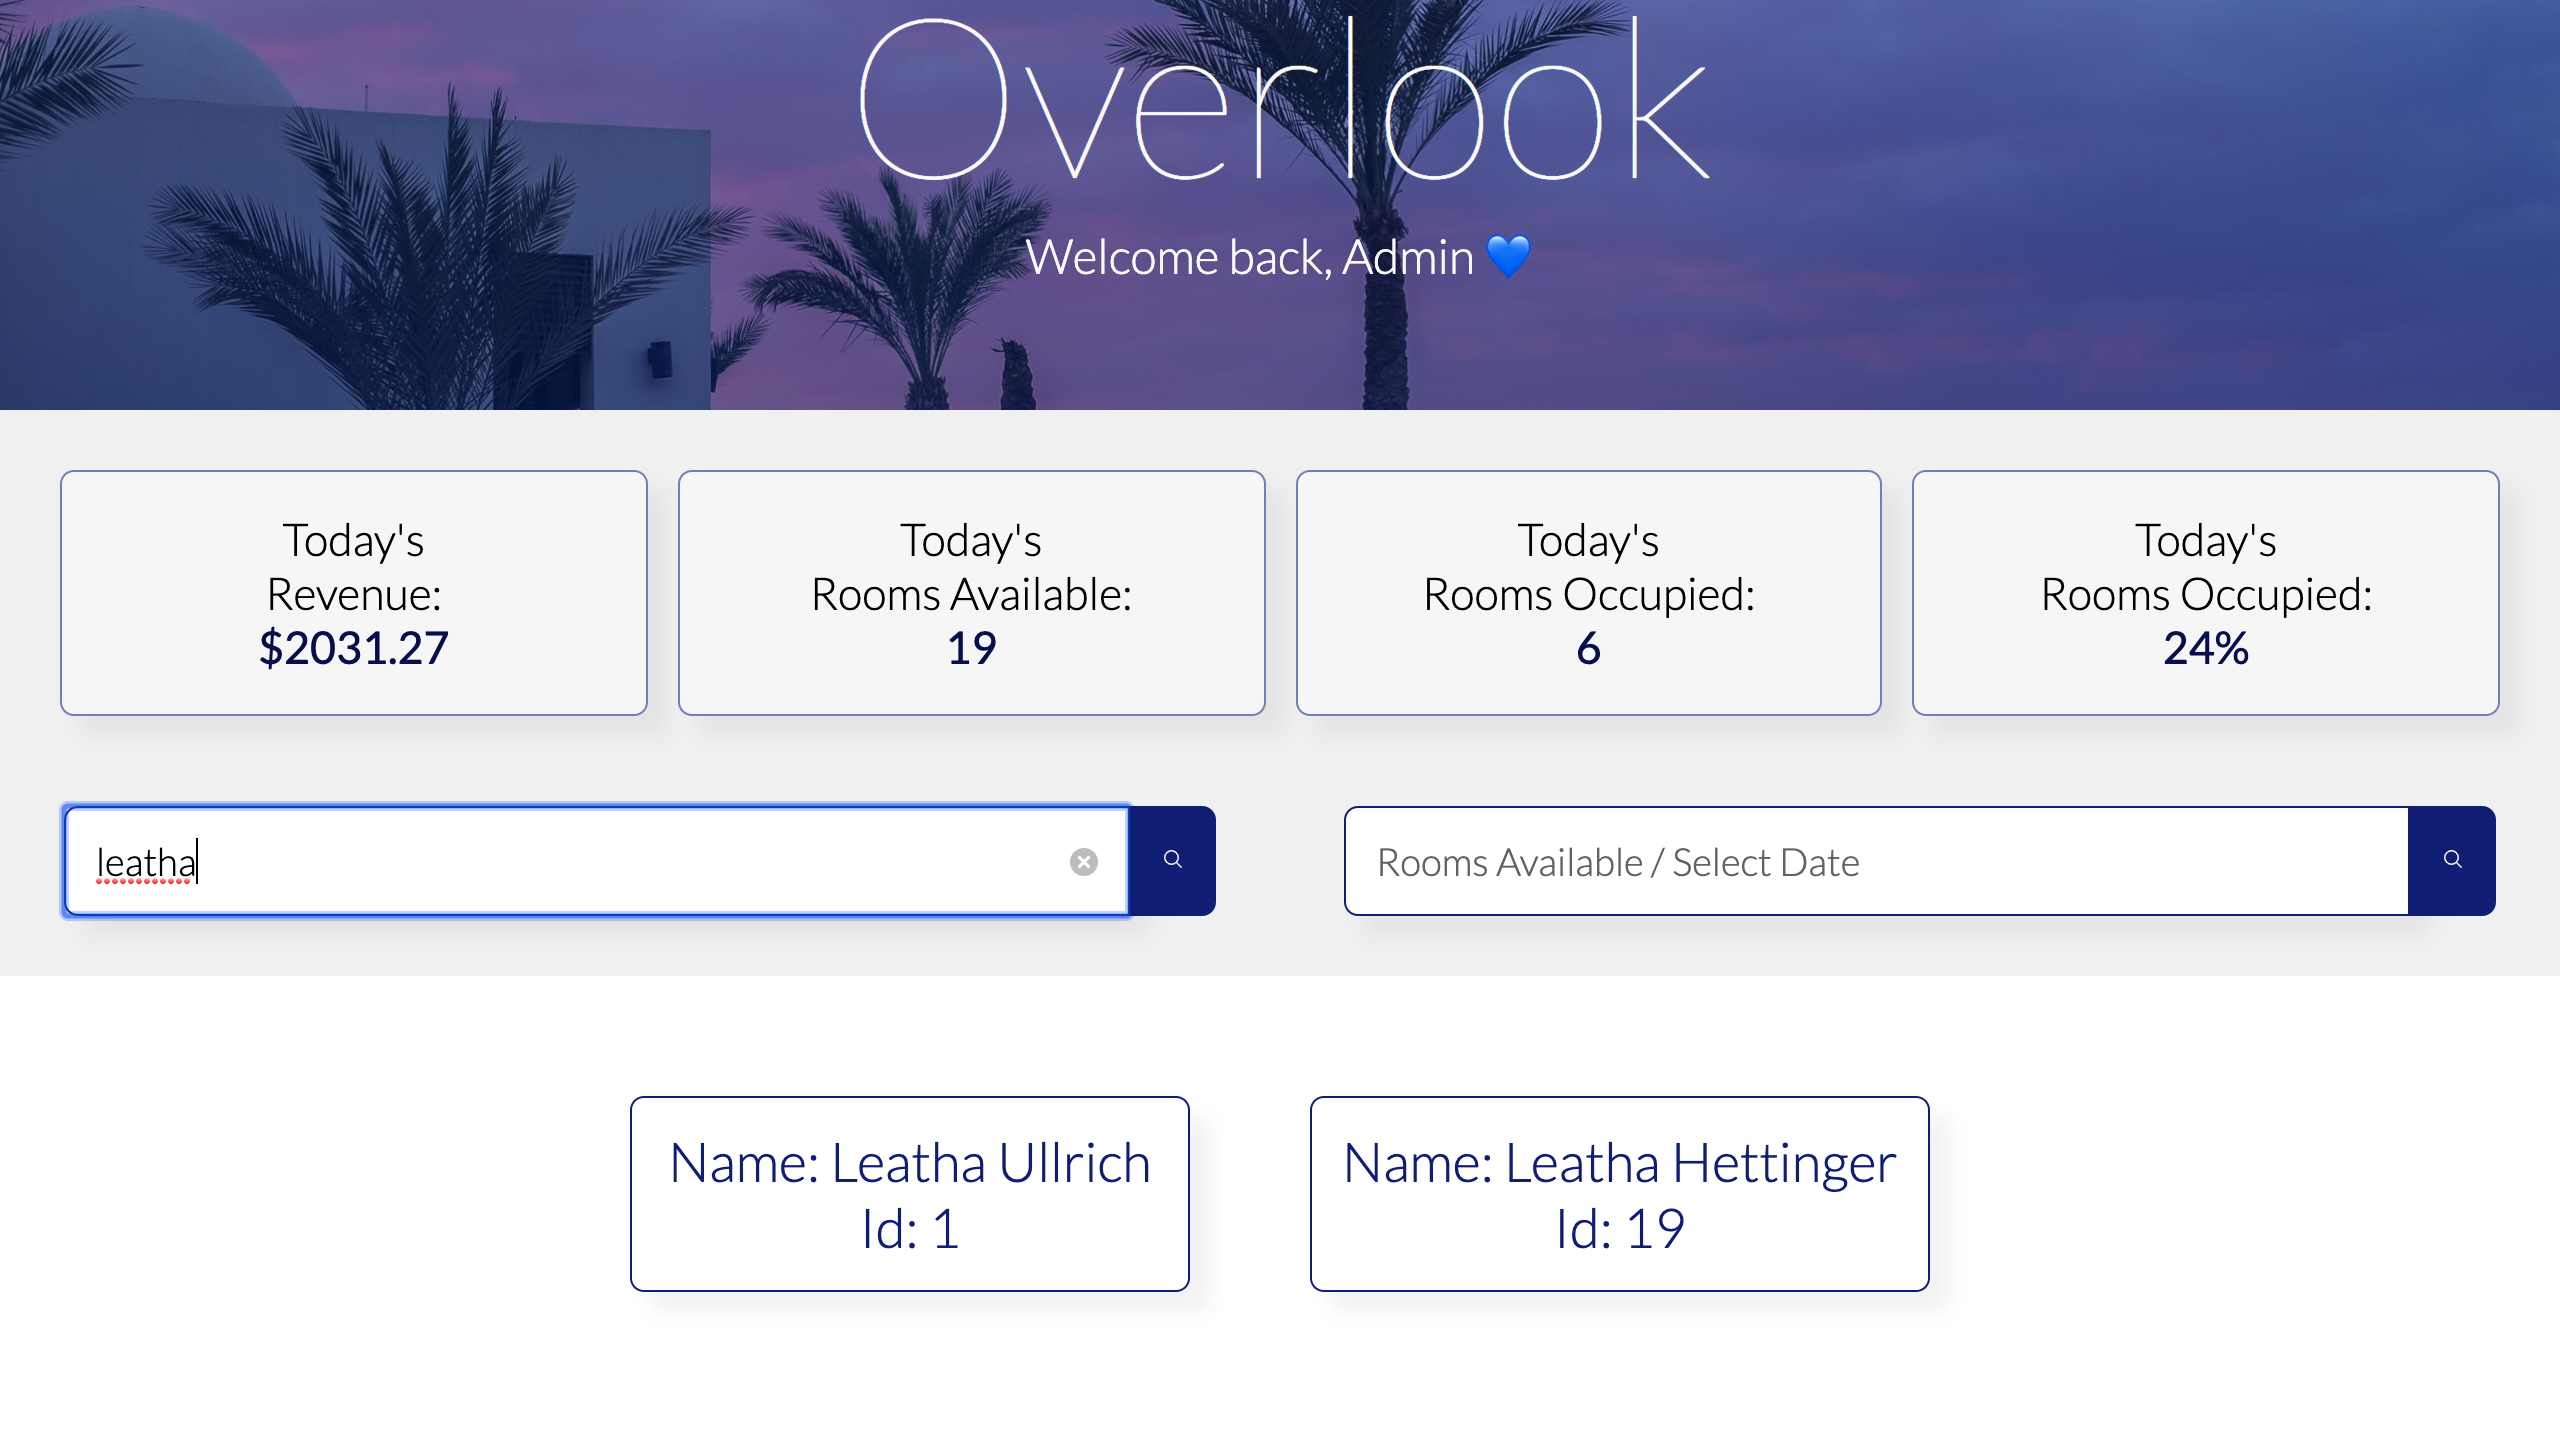 Overlook
Welcome back, Admin 💙
Today's
Revenue:
$2031.27
Today's
Rooms Available:
19
Today's
Rooms Occupied:
6
Today's
Rooms Occupied:
24%
leatha
Rooms Available / Select Date
Name: Leatha Ullrich
Id: 1
Name: Leatha Hettinger
Id: 19